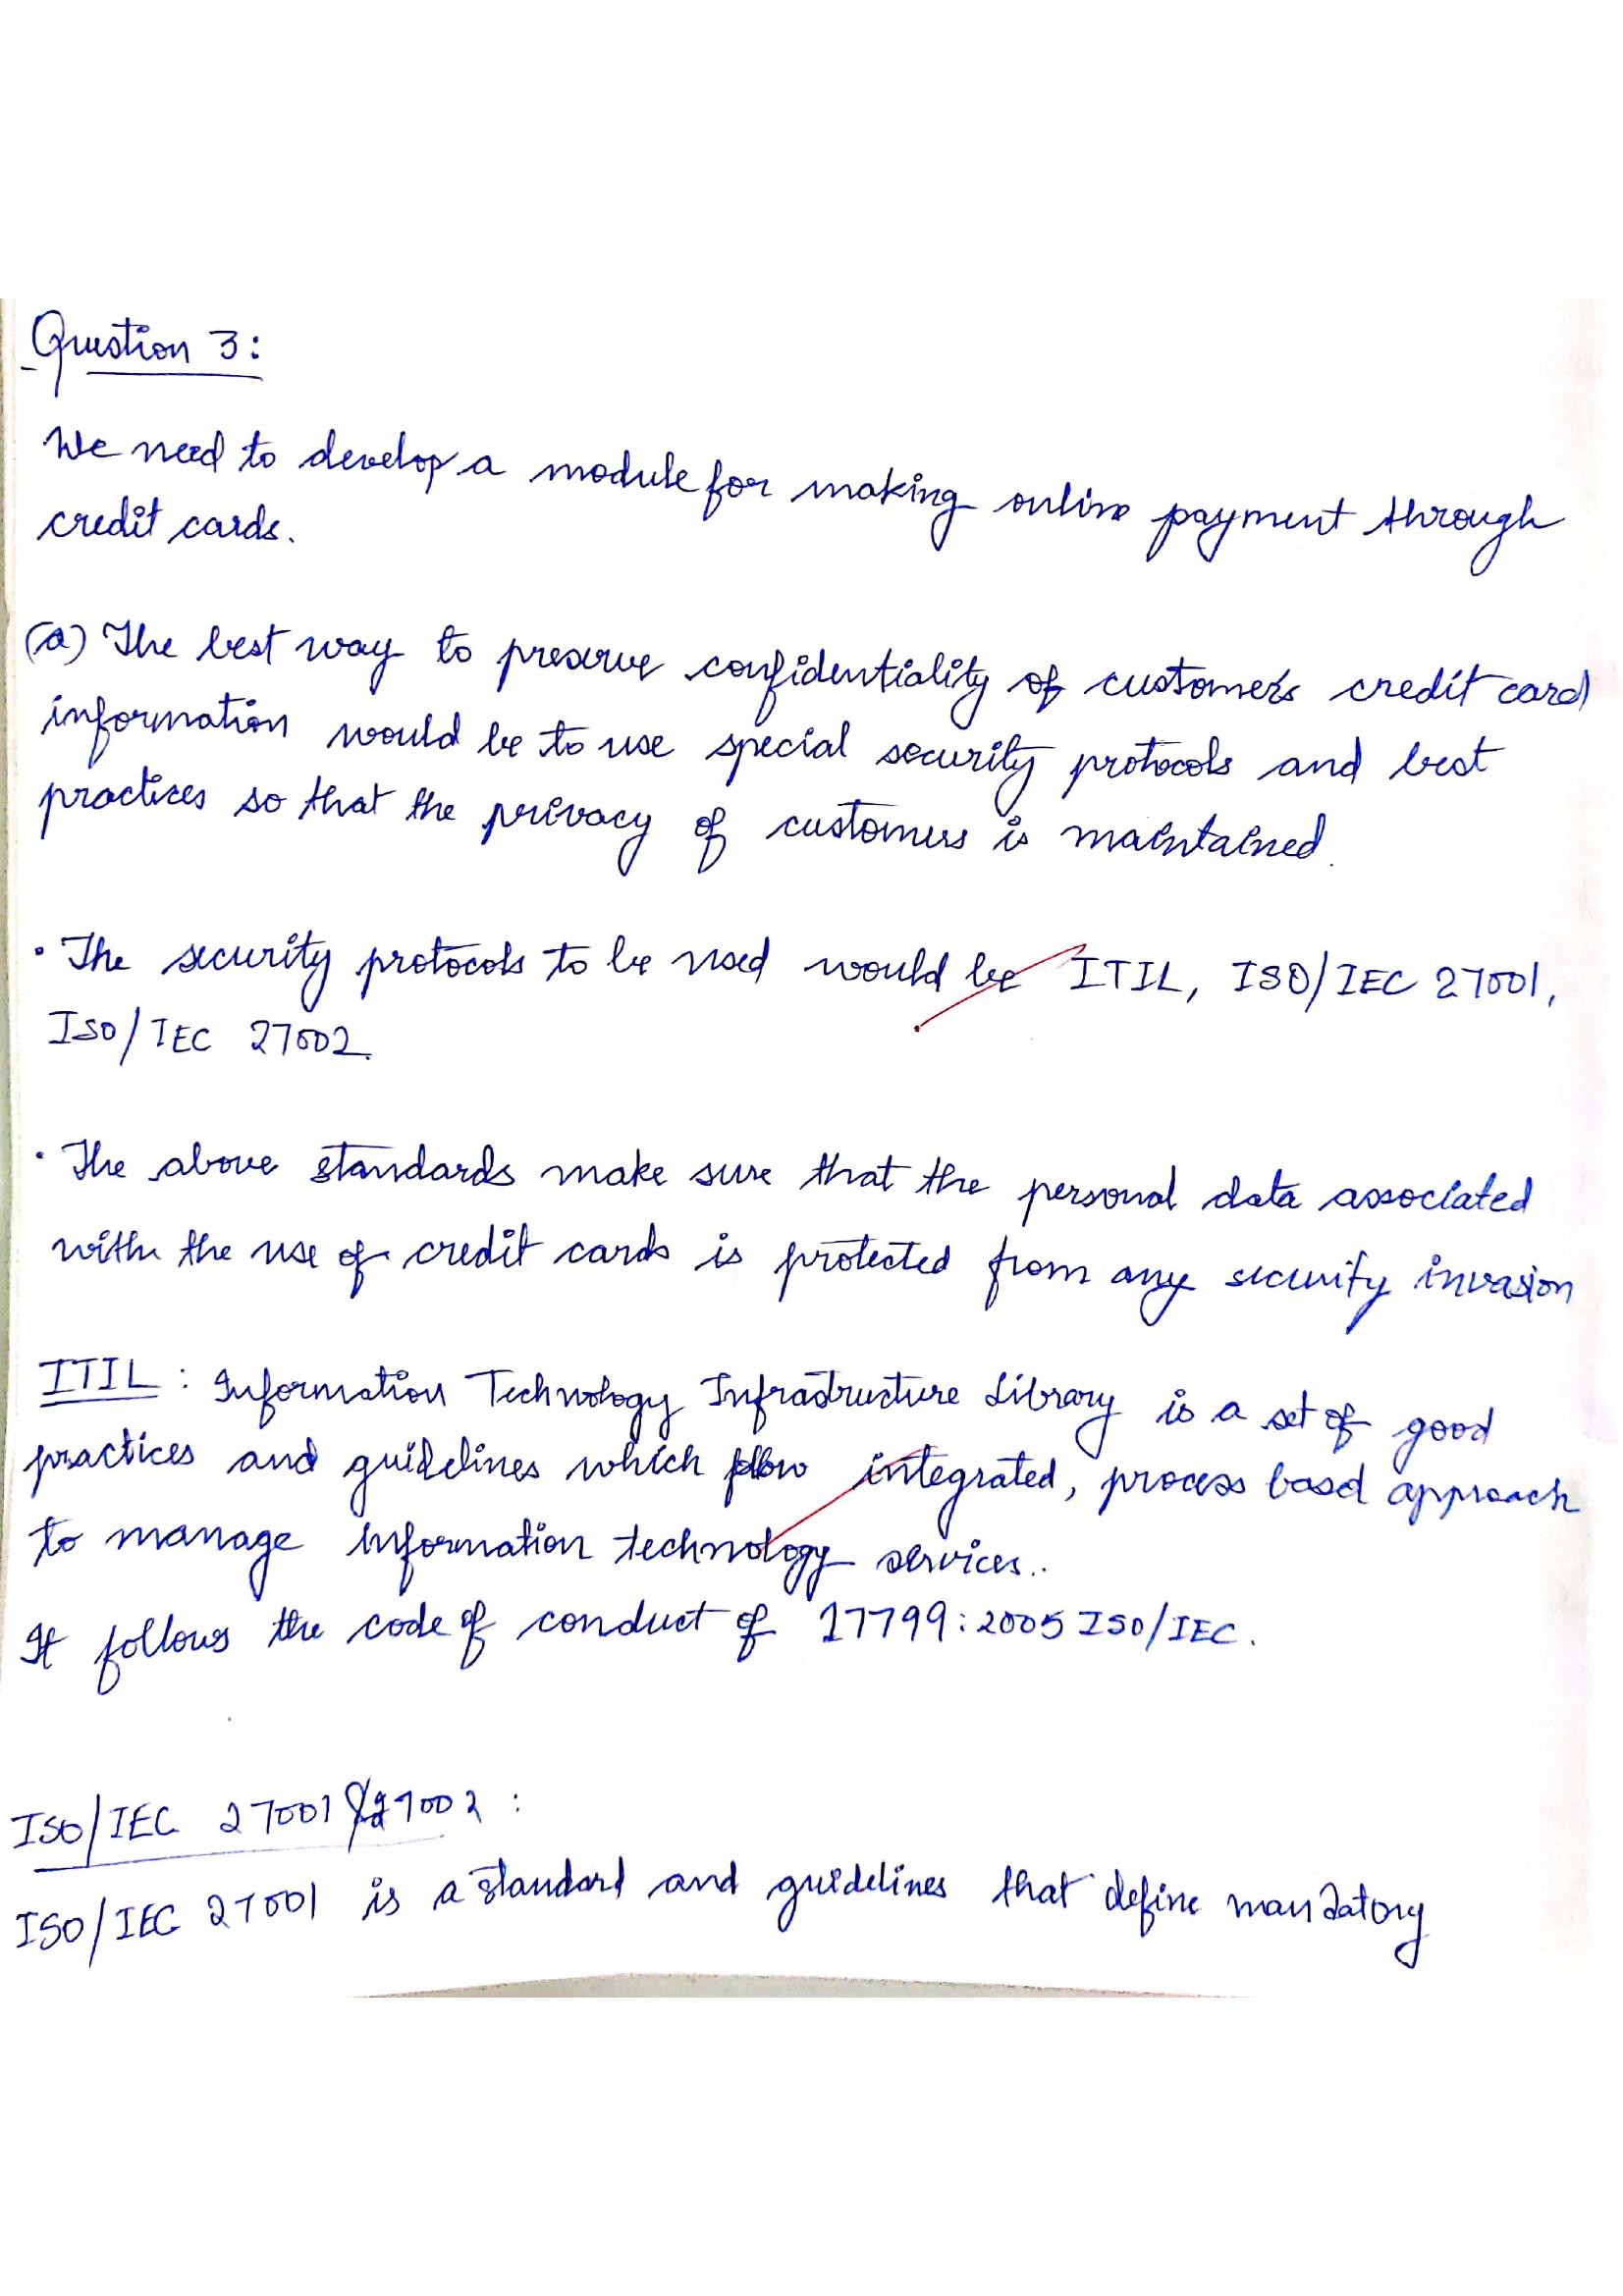 Question 3:
We need to develop a module for making online payment through
credit cards.
(a) The best way to preserve confidentiality of customer's credit card
information would be to use special security protocols and best
practices so that the privacy of customers is maintained.
· The security protocols to be used would be ITIL, ISO/IEC 27001,
ISO/IEC 27002.
· The above standards make sure that the personal data associated
with the use of credit cards is protected from any security invasion
ITIL : Information Technology Infrastructure Library is a set of good
practices and guidelines which integrated, process based approach
to manage information technology services..
It follows the code of conduct of 17799:2005 ISO/IEC.
ISO/IEC 27001 & 27002 :
ISO/IEC 27001 is a standard and guidelines that define mandatory